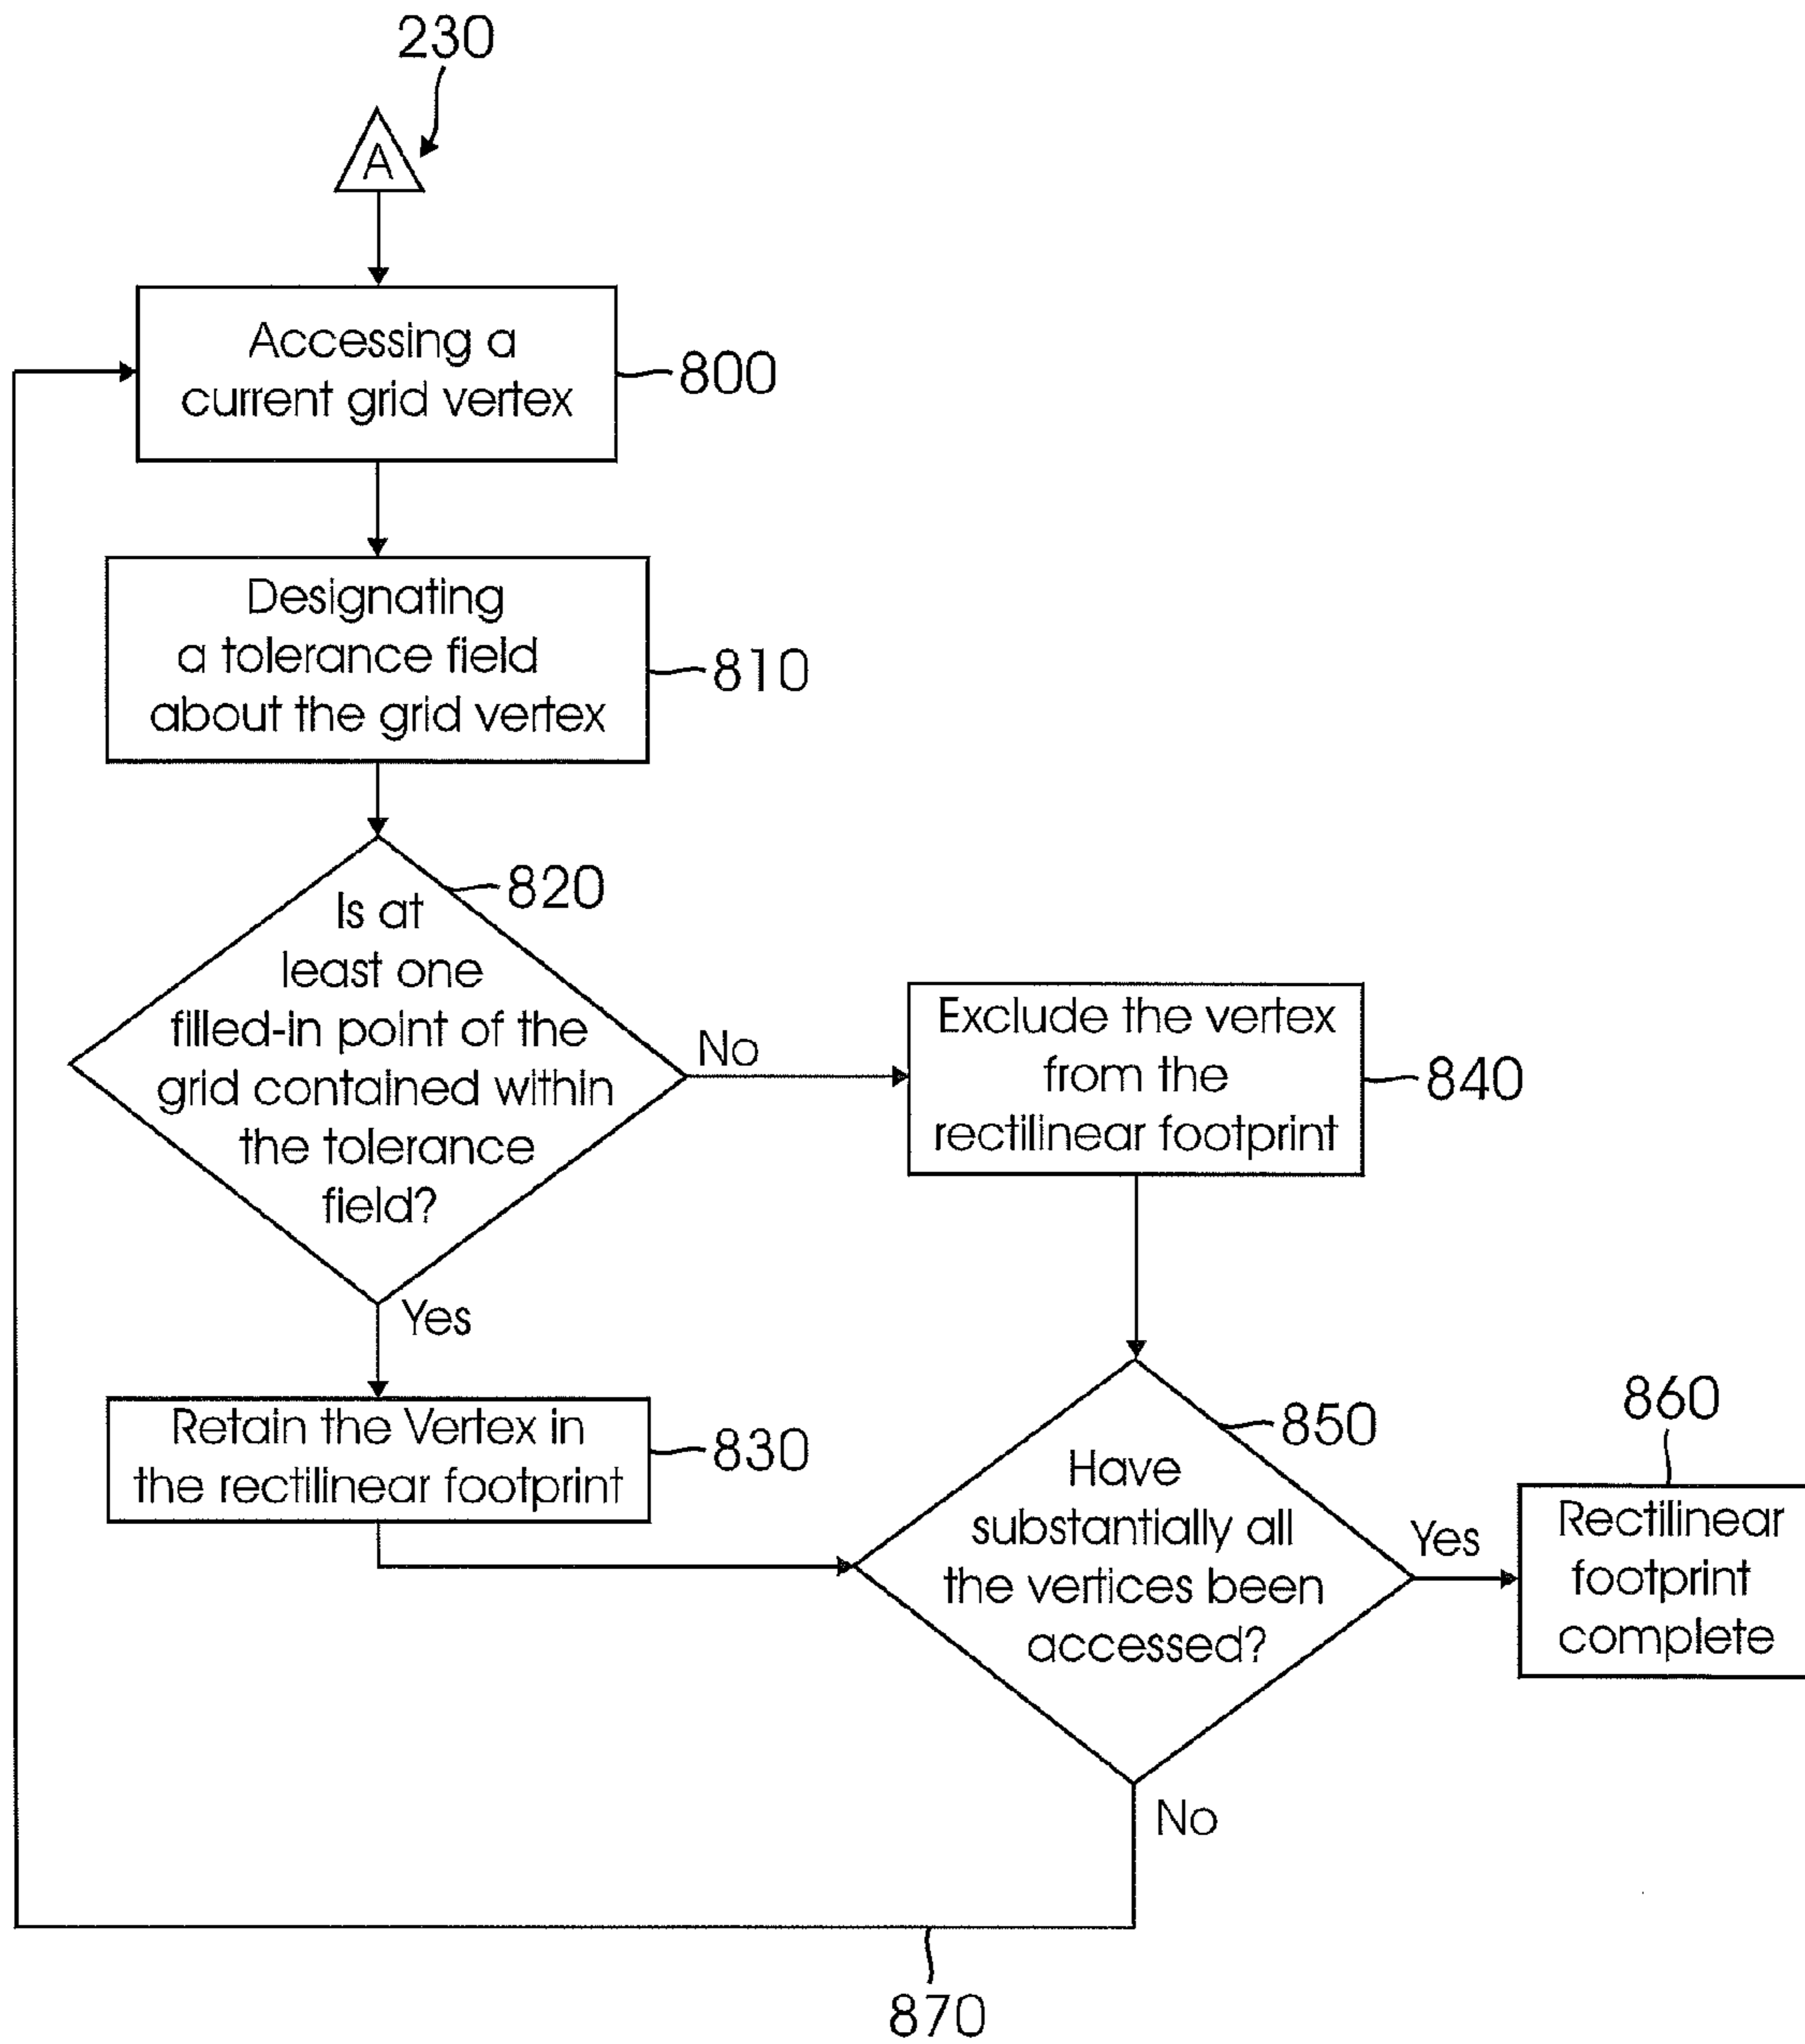 230
A
Accessing a
current grid vertex
800
Designating
a tolerance field
about the grid vertex
810
820
Is at
least one
filled-in point of the
grid contained within
the tolerance
field?
No
Exclude the vertex
from the
rectilinear footprint
840
Yes
Retain the Vertex in
the rectilinear footprint
830
850
Have
substantially all
the vertices been
accessed?
Yes
860
Rectilinear
footprint
complete
No
870